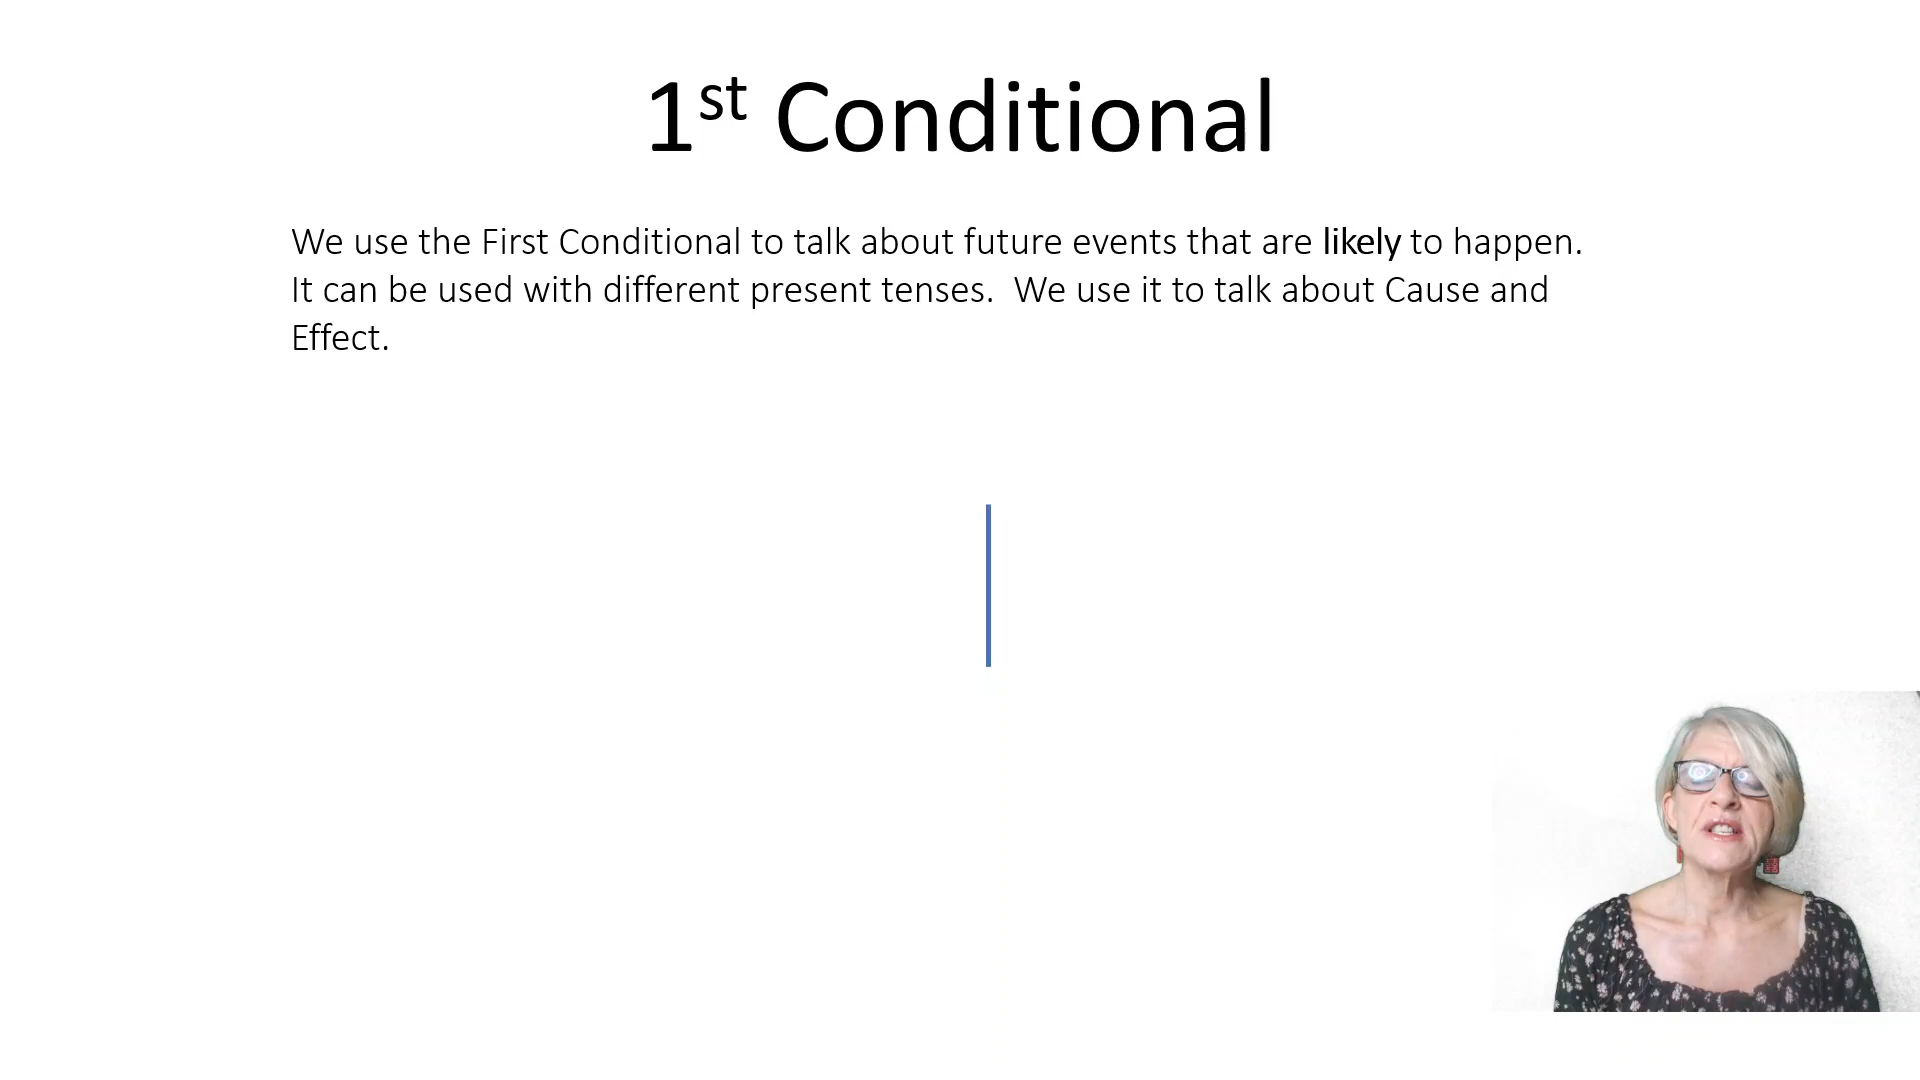 1st Conditional
We use the First Conditional to talk about future events that are likely to happen.
It can be used with different present tenses.  We use it to talk about Cause and
Effect.